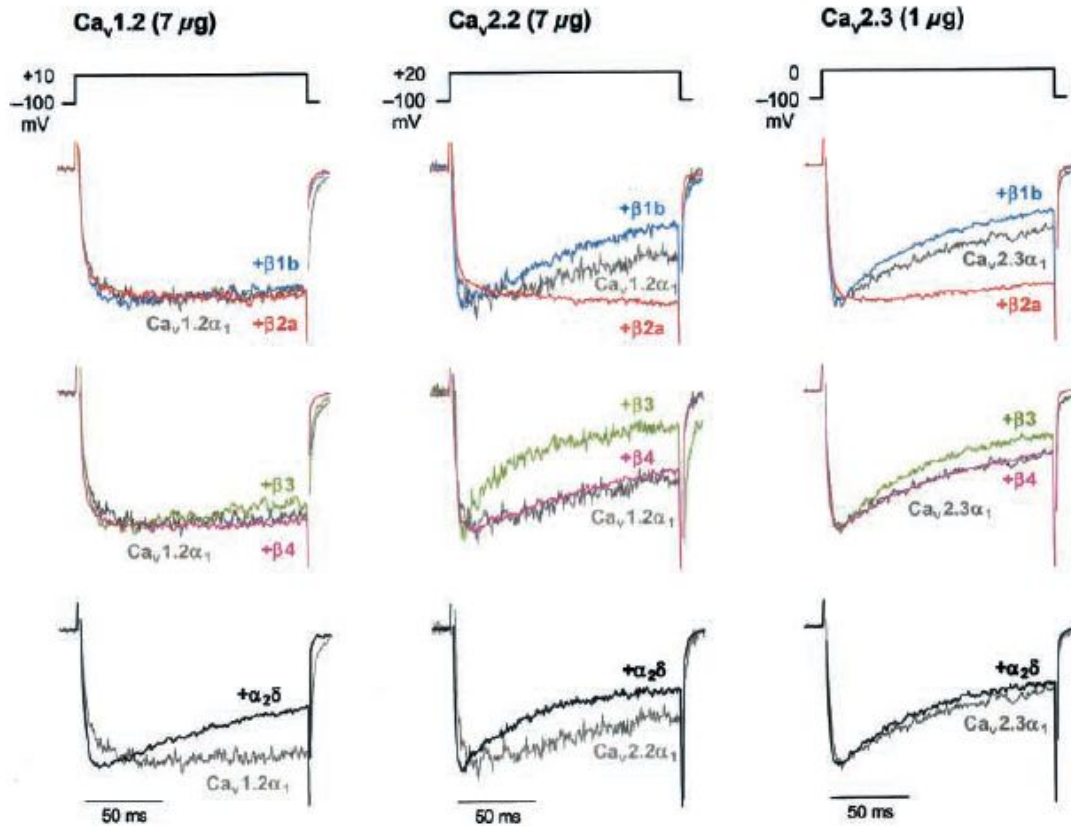 Caᵥ1.2 (7 µg)
Caᵥ2.2 (7 µg)
Caᵥ2.3 (1 µg)
+10
−100
mV
+20
−100
mV
0
−100
mV
+β1b
Caᵥ1.2α₁
+β2a
+β1b
Caᵥ1.2α₁
+β2a
+β1b
Caᵥ2.3α₁
+β2a
+β3
Caᵥ1.2α₁
+β4
+β3
+β4
Caᵥ1.2α₁
+β3
+β4
Caᵥ2.3α₁
+α₂δ
Caᵥ1.2α₁
+α₂δ
Caᵥ2.2α₁
+α₂δ
Caᵥ2.3α₁
50 ms
50 ms
50 ms